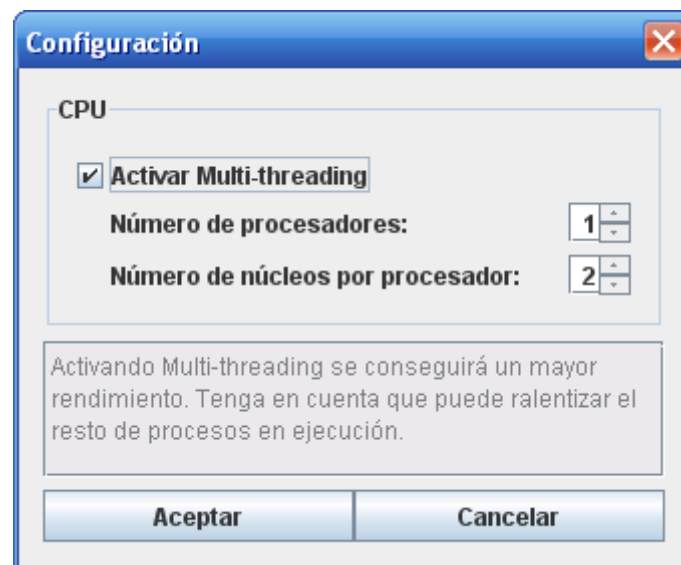 Configuración
CPU
Activar Multi-threading
Número de procesadores: 1
Número de núcleos por procesador: 2
Activando Multi-threading se conseguirá un mayor
rendimiento. Tenga en cuenta que puede ralentizar el
resto de procesos en ejecución.
Aceptar Cancelar